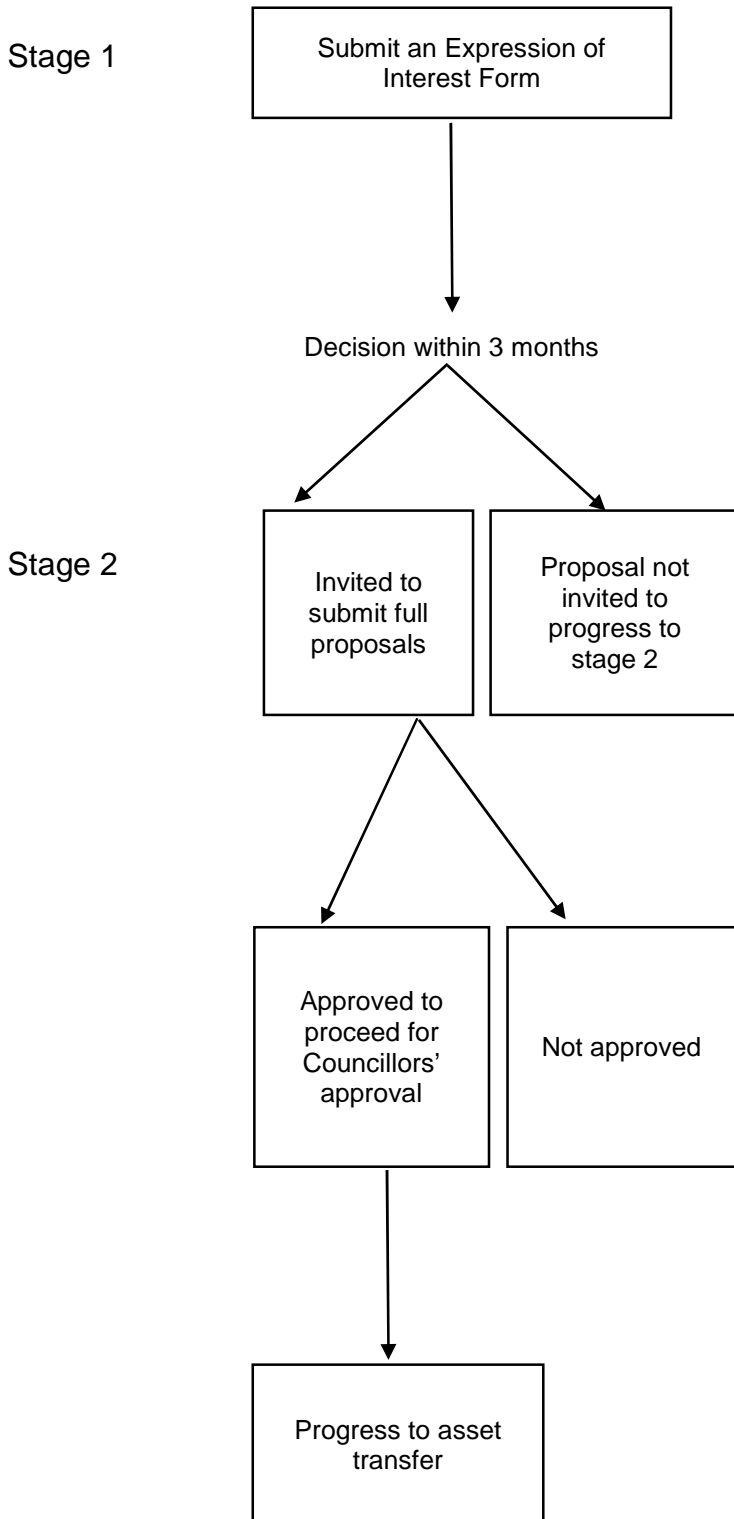 Stage 1
Submit an Expression of
Interest Form
Decision within 3 months
Stage 2
Invited to
submit full
proposals
Proposal not
invited to
progress to
stage 2
Approved to
proceed for
Councillors’
approval
Not approved
Progress to asset
transfer